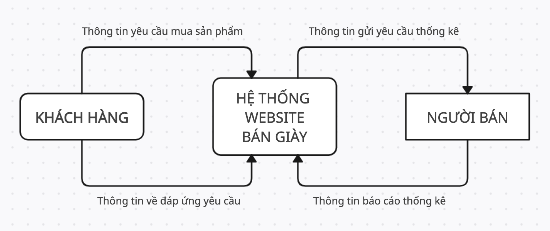 Thông tin yêu cầu mua sản phẩm
Thông tin gửi yêu cầu thống kê
KHÁCH HÀNG
HỆ THỐNG
WEBSITE
BÁN GIÀY
NGƯỜI BÁN
Thông tin về dáp ứng yêu cầu
Thông tin báo cáo thống kê